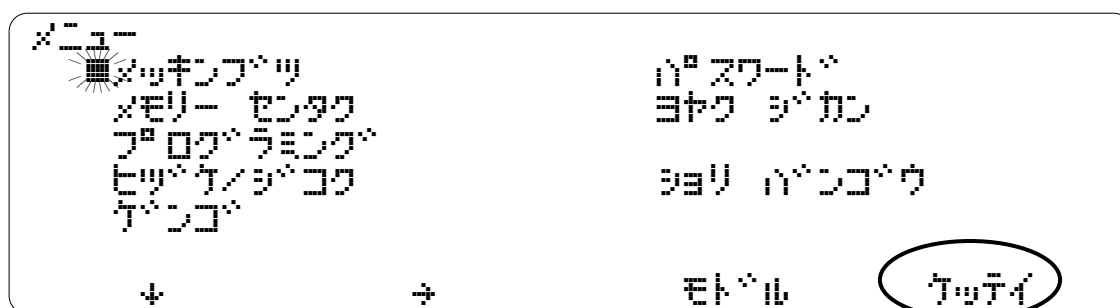 メニュー
メッキンブツ パスワード
メモリー センタク ヨヤク ジカン
プログラミング
ヒヅケ/ジコク ショリ バンゴウ
ゲンゴ
↓ → モドル ケッテイ